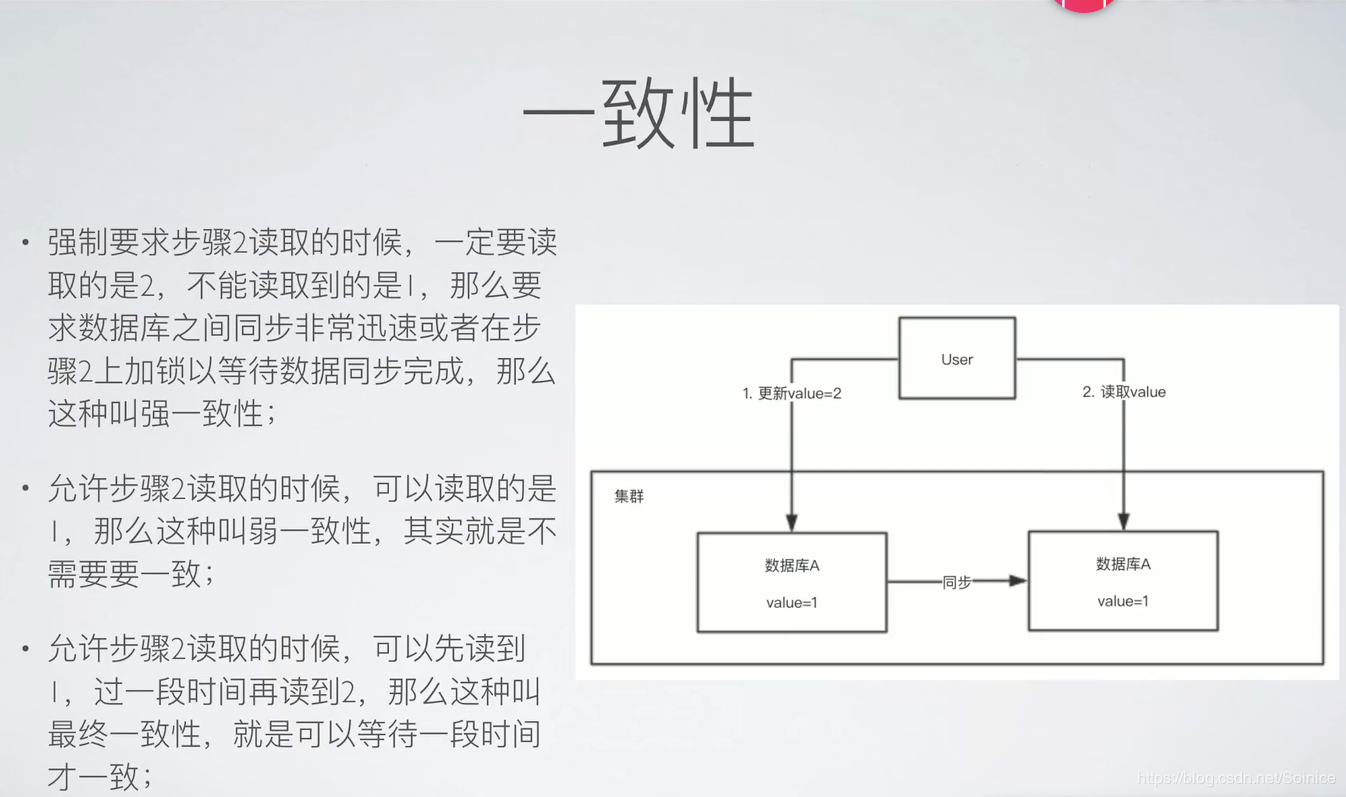 一致性
• 强制要求步骤2读取的时候，一定要读
取的是2，不能读取到的是1，那么要
求数据库之间同步非常迅速或者在步
骤2上加锁以等待数据同步完成，那么
这种叫强一致性；
• 允许步骤2读取的时候，可以读取的是
1，那么这种叫弱一致性，其实就是不
需要要一致；
• 允许步骤2读取的时候，可以先读到
1，过一段时间再读到2，那么这种叫
最终一致性，就是可以等待一段时间
才一致；
User
1. 更新value=2
2. 读取value
集群
数据库A
value=1
同步
数据库A
value=1
https://blog.csdn.net/Soinice